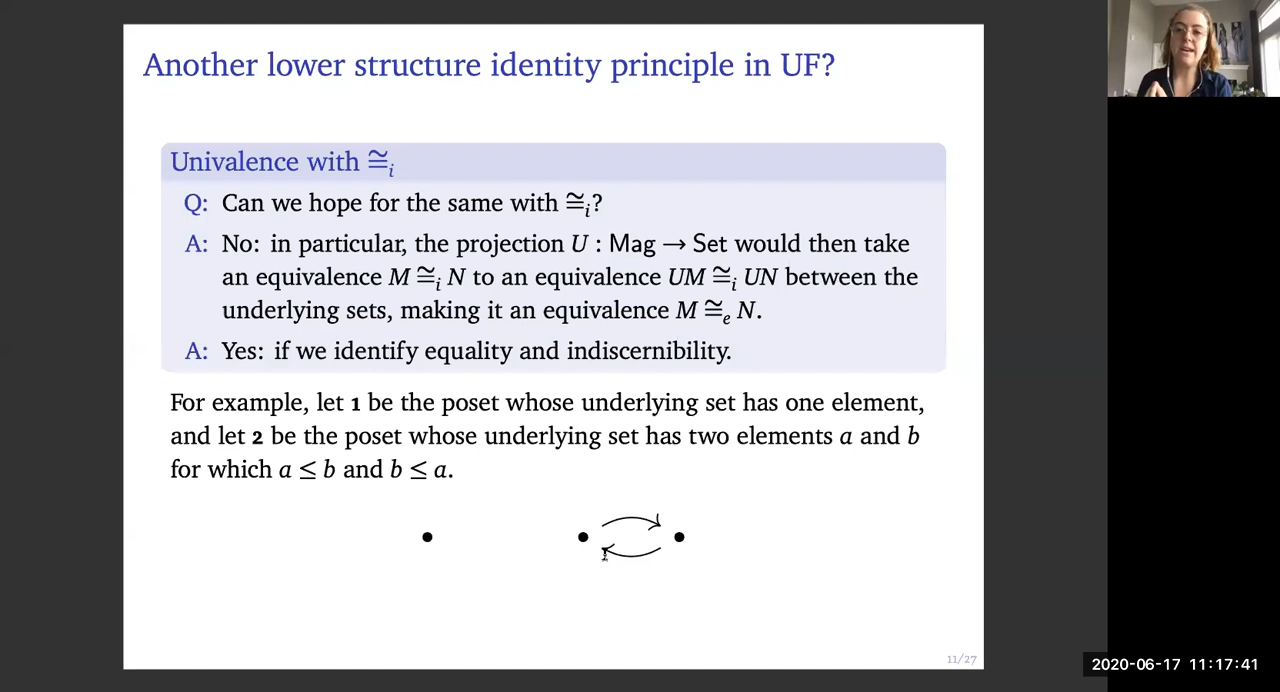 Another lower structure identity principle in UF?
Univalence with ≅ᵢ
Q: Can we hope for the same with ≅ᵢ?
A: No: in particular, the projection U : Mag → Set would then take
an equivalence M ≅ᵢ N to an equivalence UM ≅ᵢ UN between the
underlying sets, making it an equivalence M ≅ₑ N.
A: Yes: if we identify equality and indiscernibility.
For example, let 1 be the poset whose underlying set has one element,
and let 2 be the poset whose underlying set has two elements a and b
for which a ≤ b and b ≤ a.
11/27
2020-06-17 11:17:41